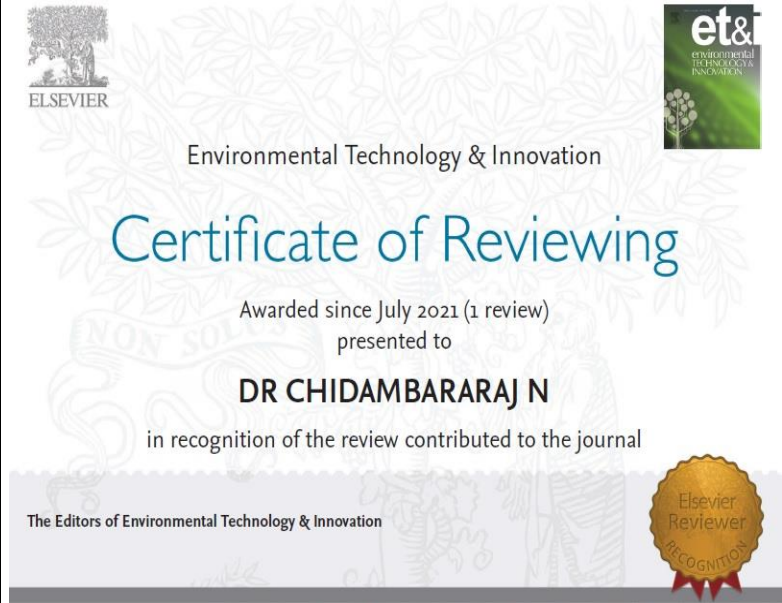 ELSEVIER
et&i
environmental
TECHNOLOGY &
INNOVATION
Environmental Technology & Innovation
Certificate of Reviewing
Awarded since July 2021 (1 review)
presented to
NON SOLUS
DR CHIDAMBARARAJ N
in recognition of the review contributed to the journal
The Editors of Environmental Technology & Innovation
Elsevier
Reviewer
RECOGNITION